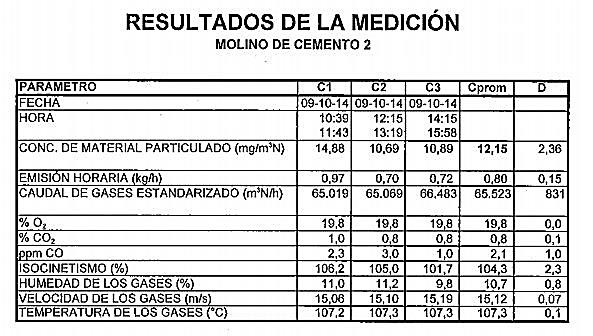 RESULTADOS DE LA MEDICIÓN
MOLINO DE CEMENTO 2
PARAMETRO C1 C2 C3 Cprom D
FECHA 09-10-14 09-10-14 09-10-14
HORA 10:39 12:15 14:15
11:43 13:19 15:58
CONC. DE MATERIAL PARTICULADO (mg/m³N) 14,88 10,69 10,89 12,15 2,36
EMISIÓN HORARIA (kg/h) 0,97 0,70 0,72 0,80 0,15
CAUDAL DE GASES ESTANDARIZADO (m³N/h) 65.019 65.069 66,483 65.523 831
% O₂ 19,8 19,8 19,8 19,8 0,0
% CO₂ 1,0 0,8 0,8 0,8 0,1
ppm CO 2,3 3,0 1,0 2,1 1,0
ISOCINETISMO (%) 106,2 105,0 101,7 104,3 2,3
HUMEDAD DE LOS GASES (%) 11,0 11,2 9,8 10,7 0,8
VELOCIDAD DE LOS GASES (m/s) 15,06 15,10 15,19 15,12 0,07
TEMPERATURA DE LOS GASES (°C) 107,2 107,3 107,3 107,3 0,1